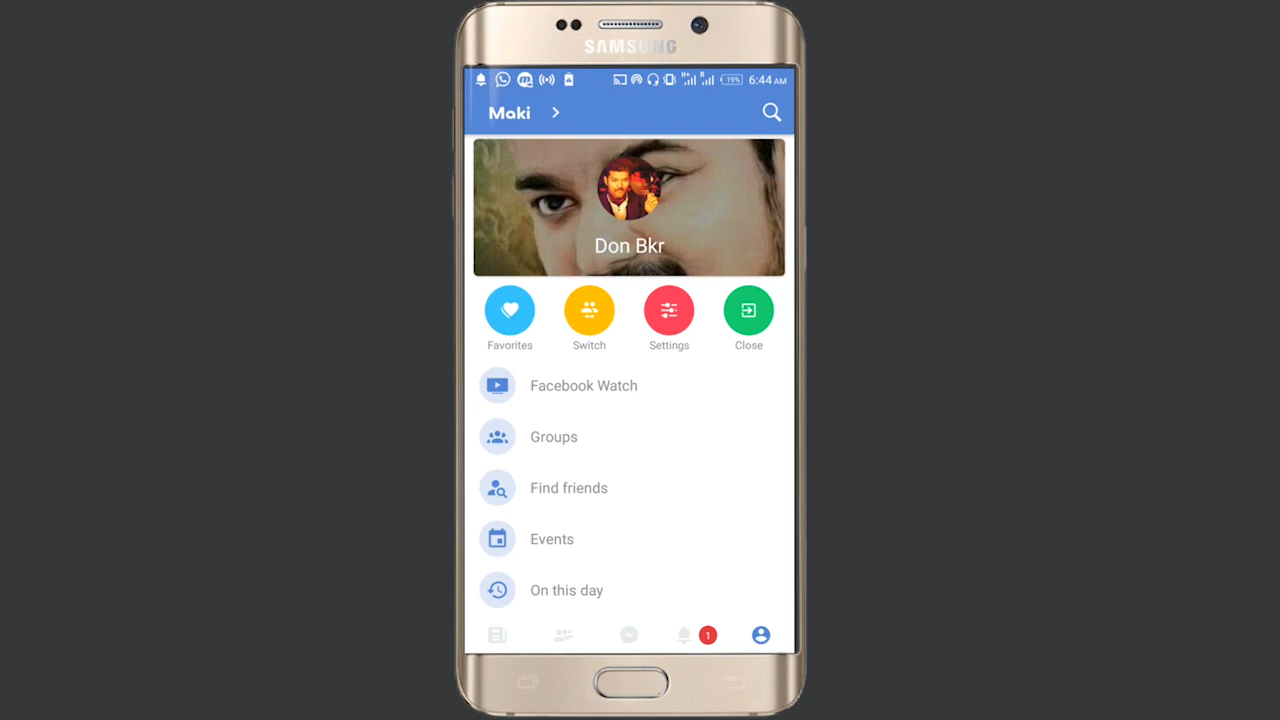 SAMSUNG
19% 6:44 AM
Maki
Don Bkr
Favorites Switch Settings Close
Facebook Watch
Groups
Find friends
Events
On this day
1